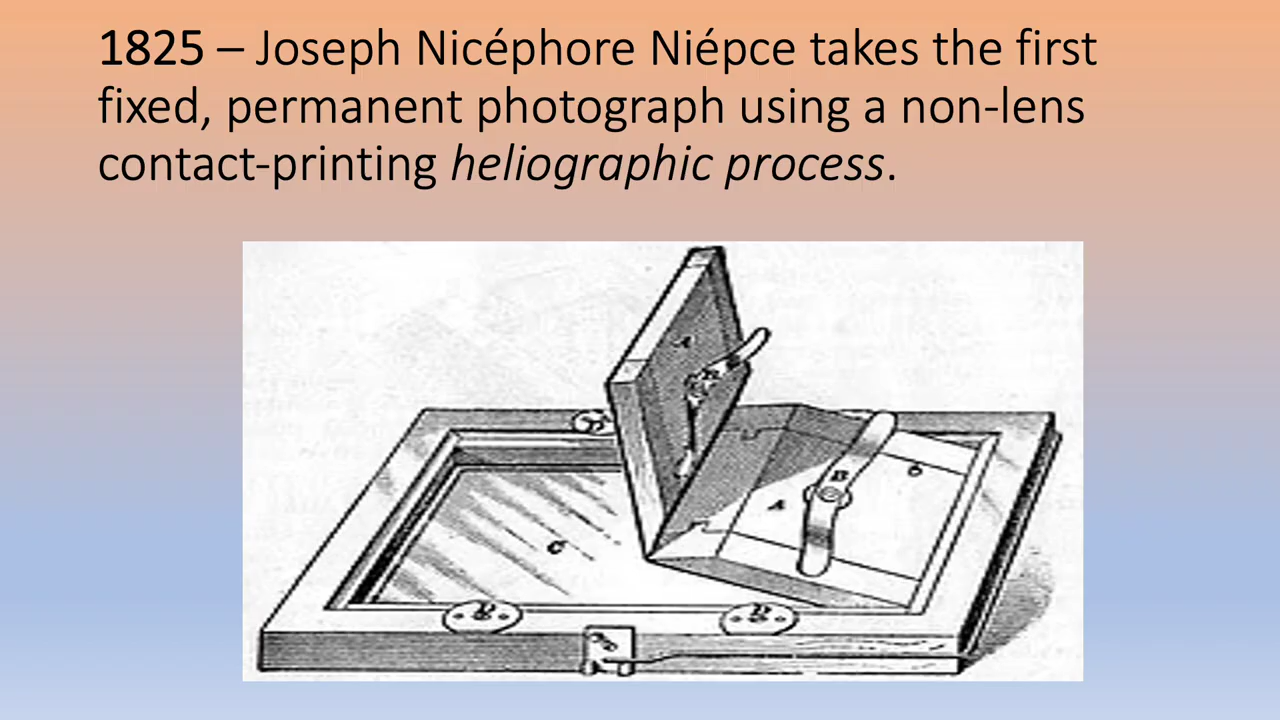 1825 – Joseph Nicéphore Niépce takes the first
fixed, permanent photograph using a non-lens
contact-printing heliographic process.
A
B
A
B
C